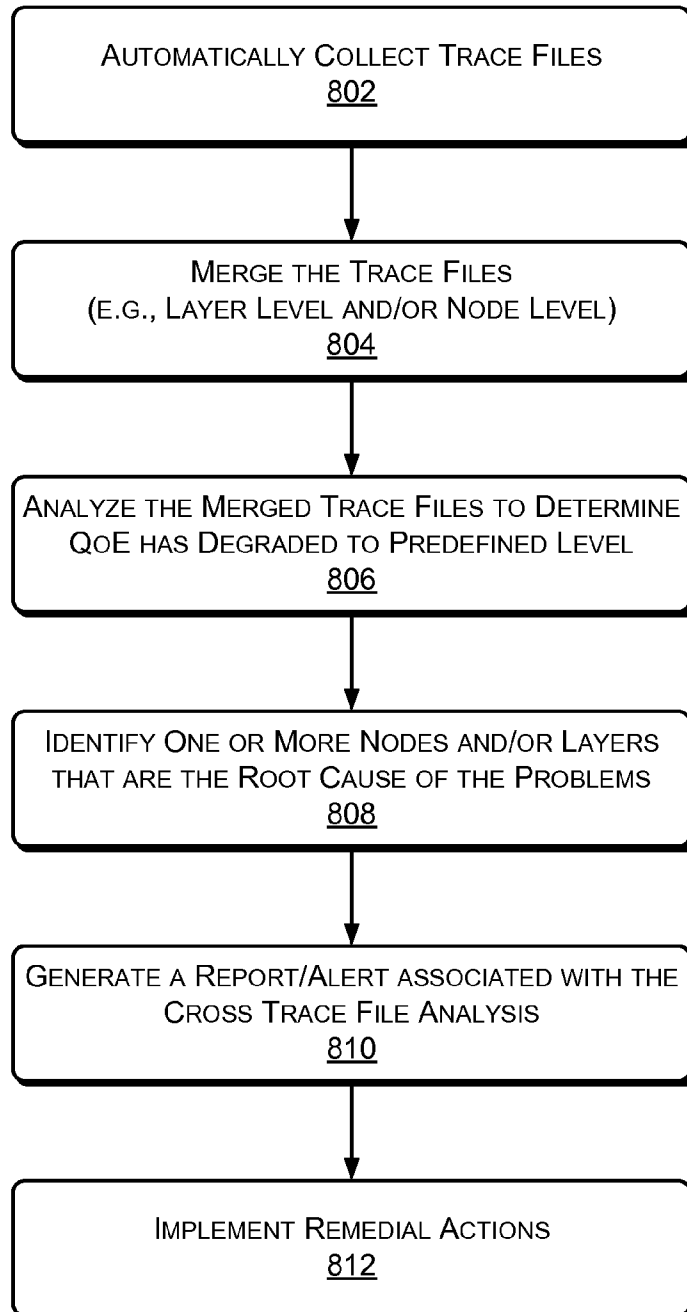 AUTOMATICALLY COLLECT TRACE FILES
802
MERGE THE TRACE FILES
(E.G., LAYER LEVEL AND/OR NODE LEVEL)
804
ANALYZE THE MERGED TRACE FILES TO DETERMINE
QOE HAS DEGRADED TO PREDEFINED LEVEL
806
IDENTIFY ONE OR MORE NODES AND/OR LAYERS
THAT ARE THE ROOT CAUSE OF THE PROBLEMS
808
GENERATE A REPORT/ALERT ASSOCIATED WITH THE
CROSS TRACE FILE ANALYSIS
810
IMPLEMENT REMEDIAL ACTIONS
812